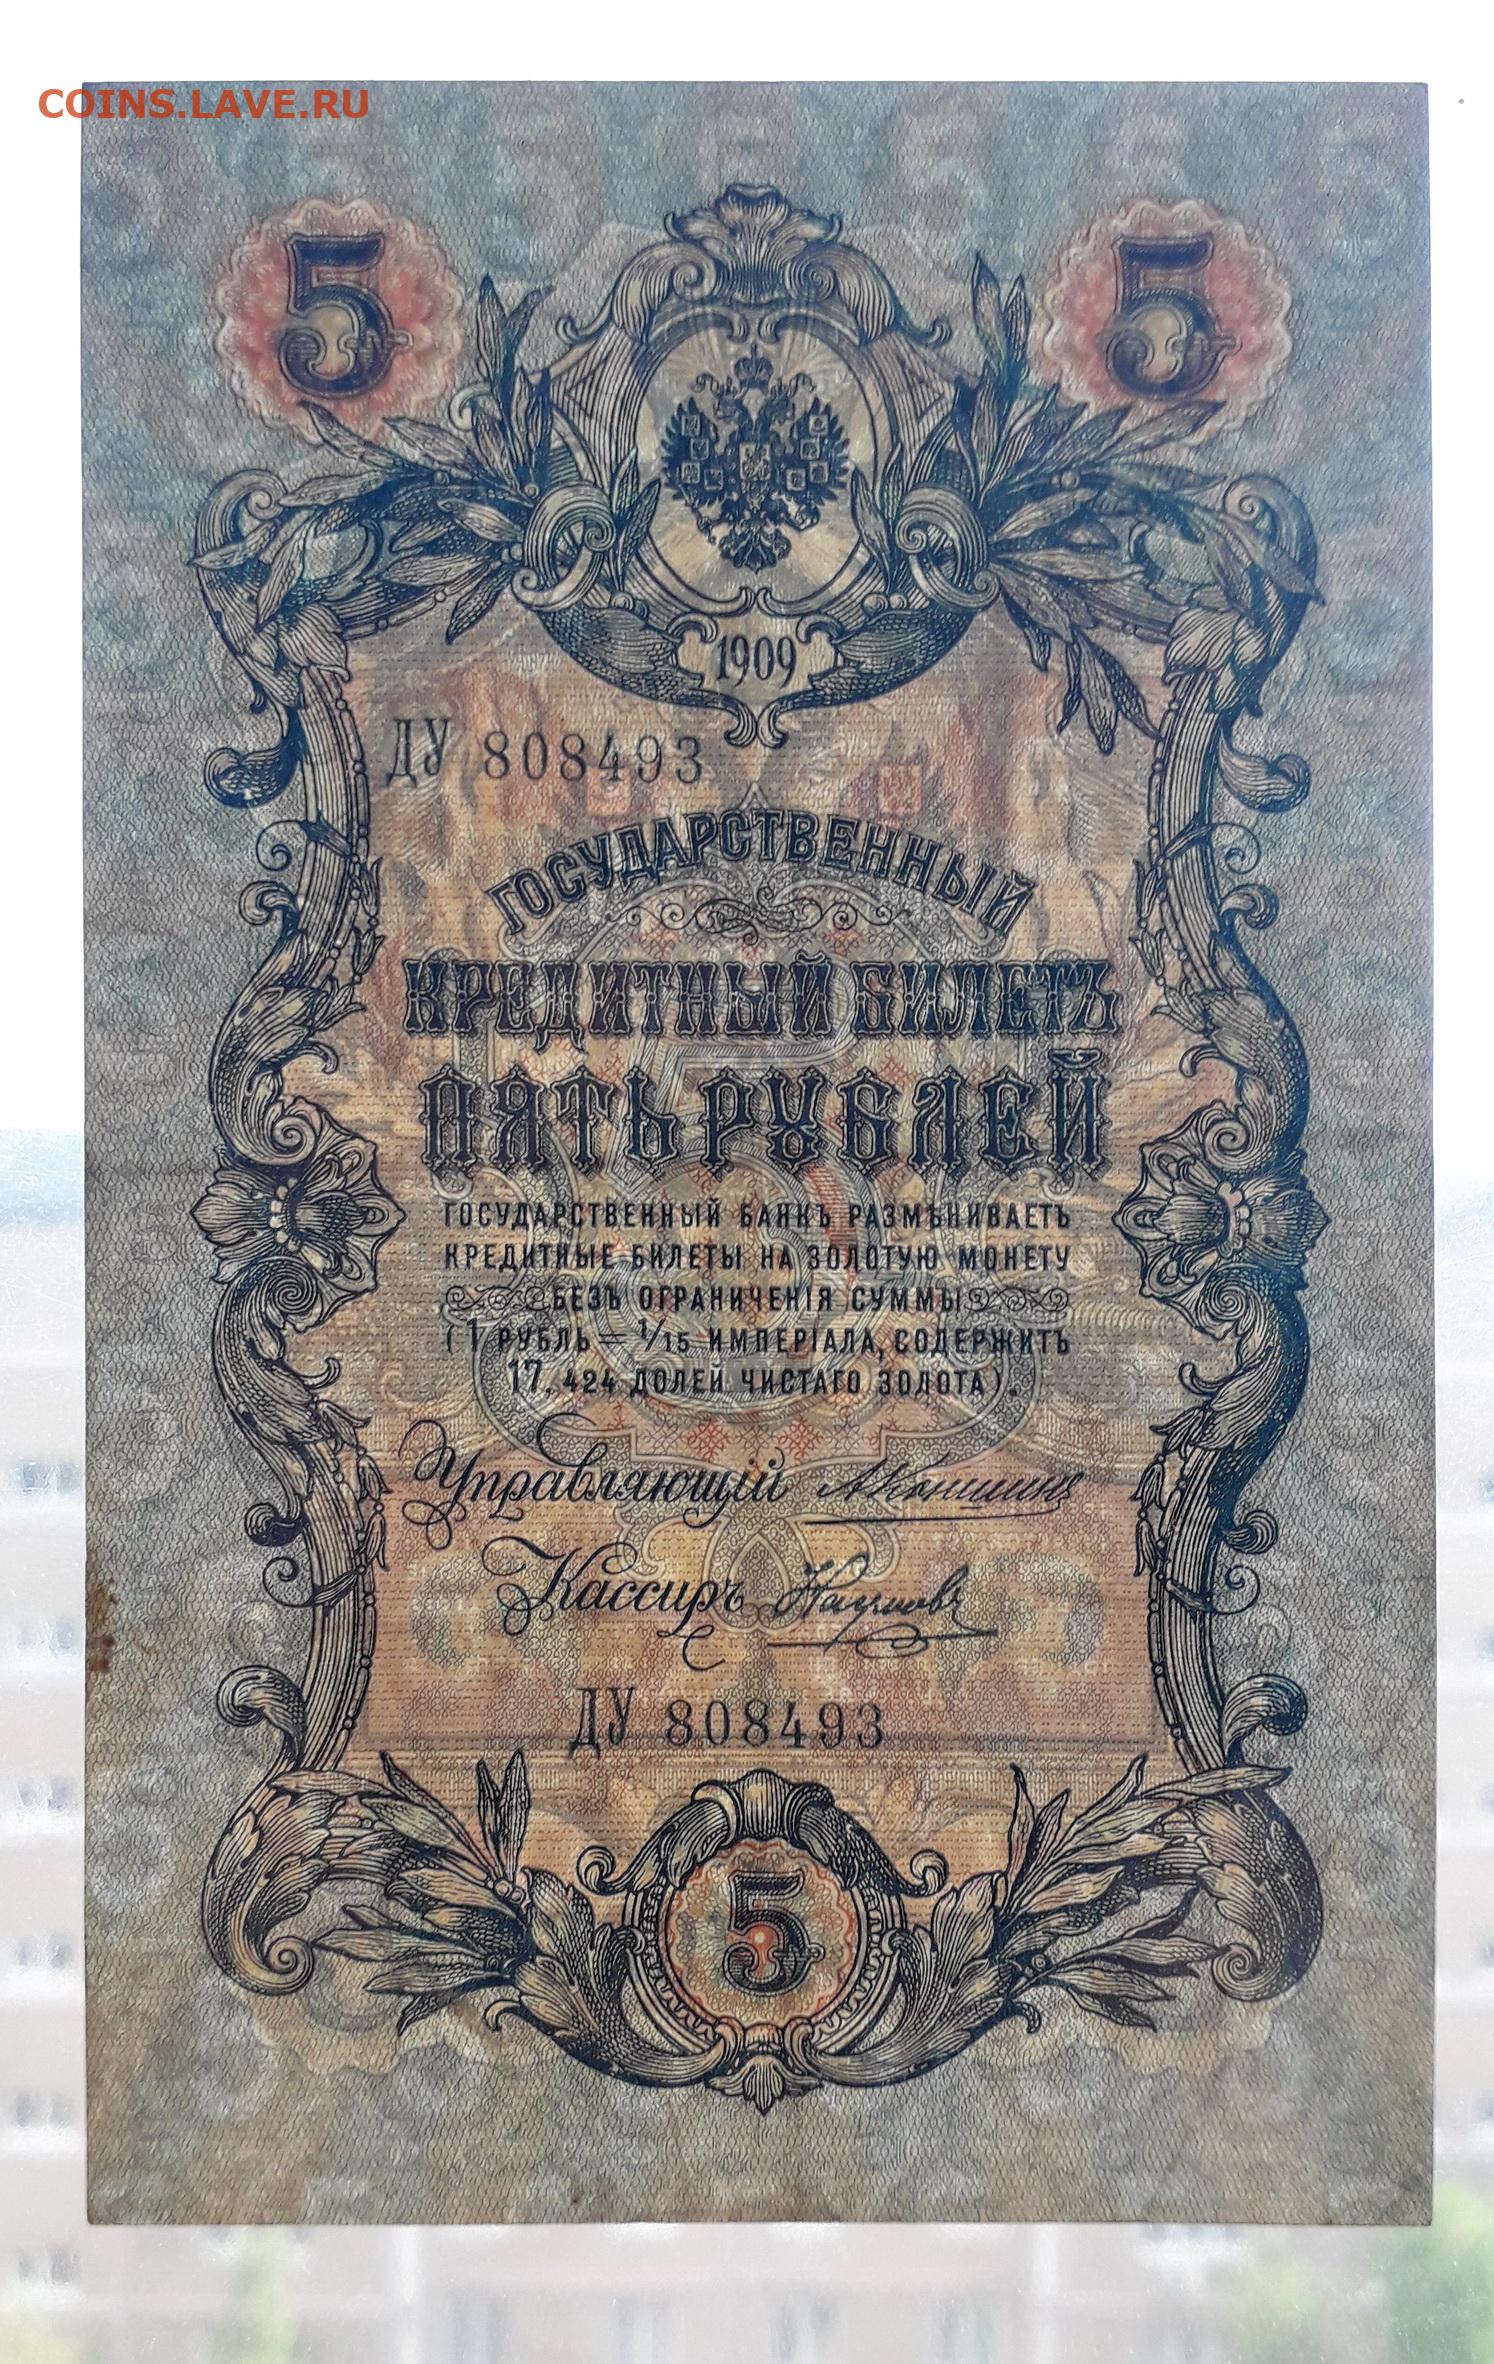 COINS.LAVE.RU
5 5
1909
ДУ 808493
ГОСУДАРСТВЕННЫЙ
КРЕДИТНЫЙ БИЛЕТЪ
ПЯТЬ РУБЛЕЙ
ГОСУДАРСТВЕННЫЙ БАНКЪ РАЗМѢНИВАЕТЪ
КРЕДИТНЫЕ БИЛЕТЫ НА ЗОЛОТУЮ МОНЕТУ
БЕЗЪ ОГРАНИЧЕНІЯ СУММЫ
(1 РУБЛЬ = 1/15 ИМПЕРІАЛА, СОДЕРЖИТЪ
17,424 ДОЛЕЙ ЧИСТАГО ЗОЛОТА).
Управляющій АКоншинъ
Кассиръ Наумовъ
ДУ 808493
5